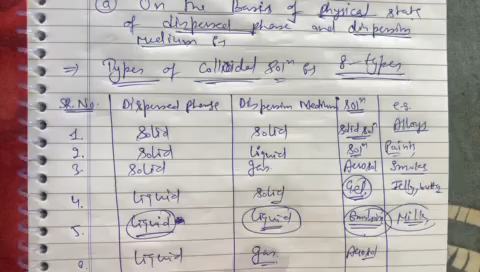 (a) On the basis of physical state
of dispersed phase and dispersion
Medium is
⇒ Types of Colloidal Solⁿ is 8-types
SR.No. Dispersed phase Dispersion Medium Solⁿ e.g.
1. Solid Solid Solid solⁿ Alloys
2. Solid Liquid Solⁿ Paint
3. Solid gas Aerosol Smoke
4. Liquid Solid Gel Jelly, butter
5. Liquid Liquid Emulsion Milk
6. Liquid Gas Aerosol